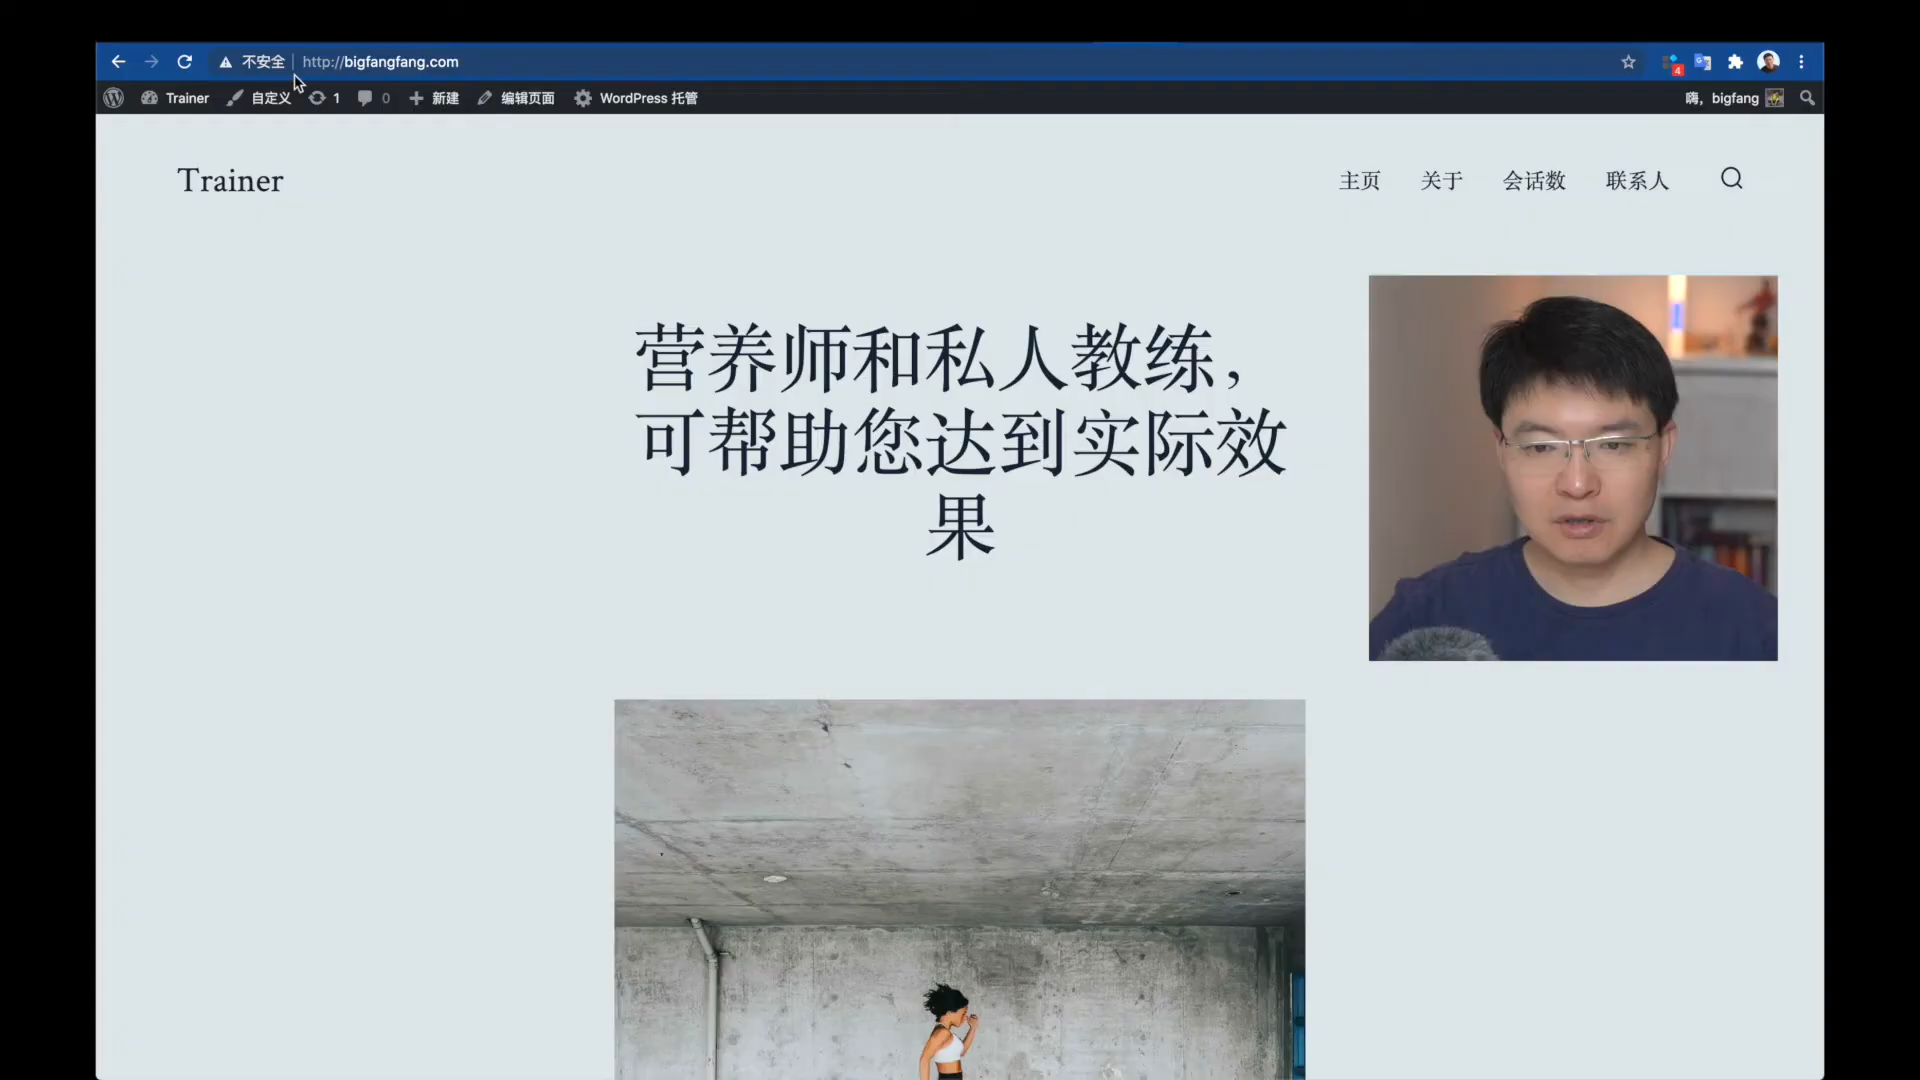 不安全 http://bigfangfang.com
4
Trainer 自定义 1 0 新建 编辑页面 WordPress 托管 嗨，bigfang
Trainer 主页 关于 会话数 联系人
营养师和私人教练，
可帮助您达到实际效
果